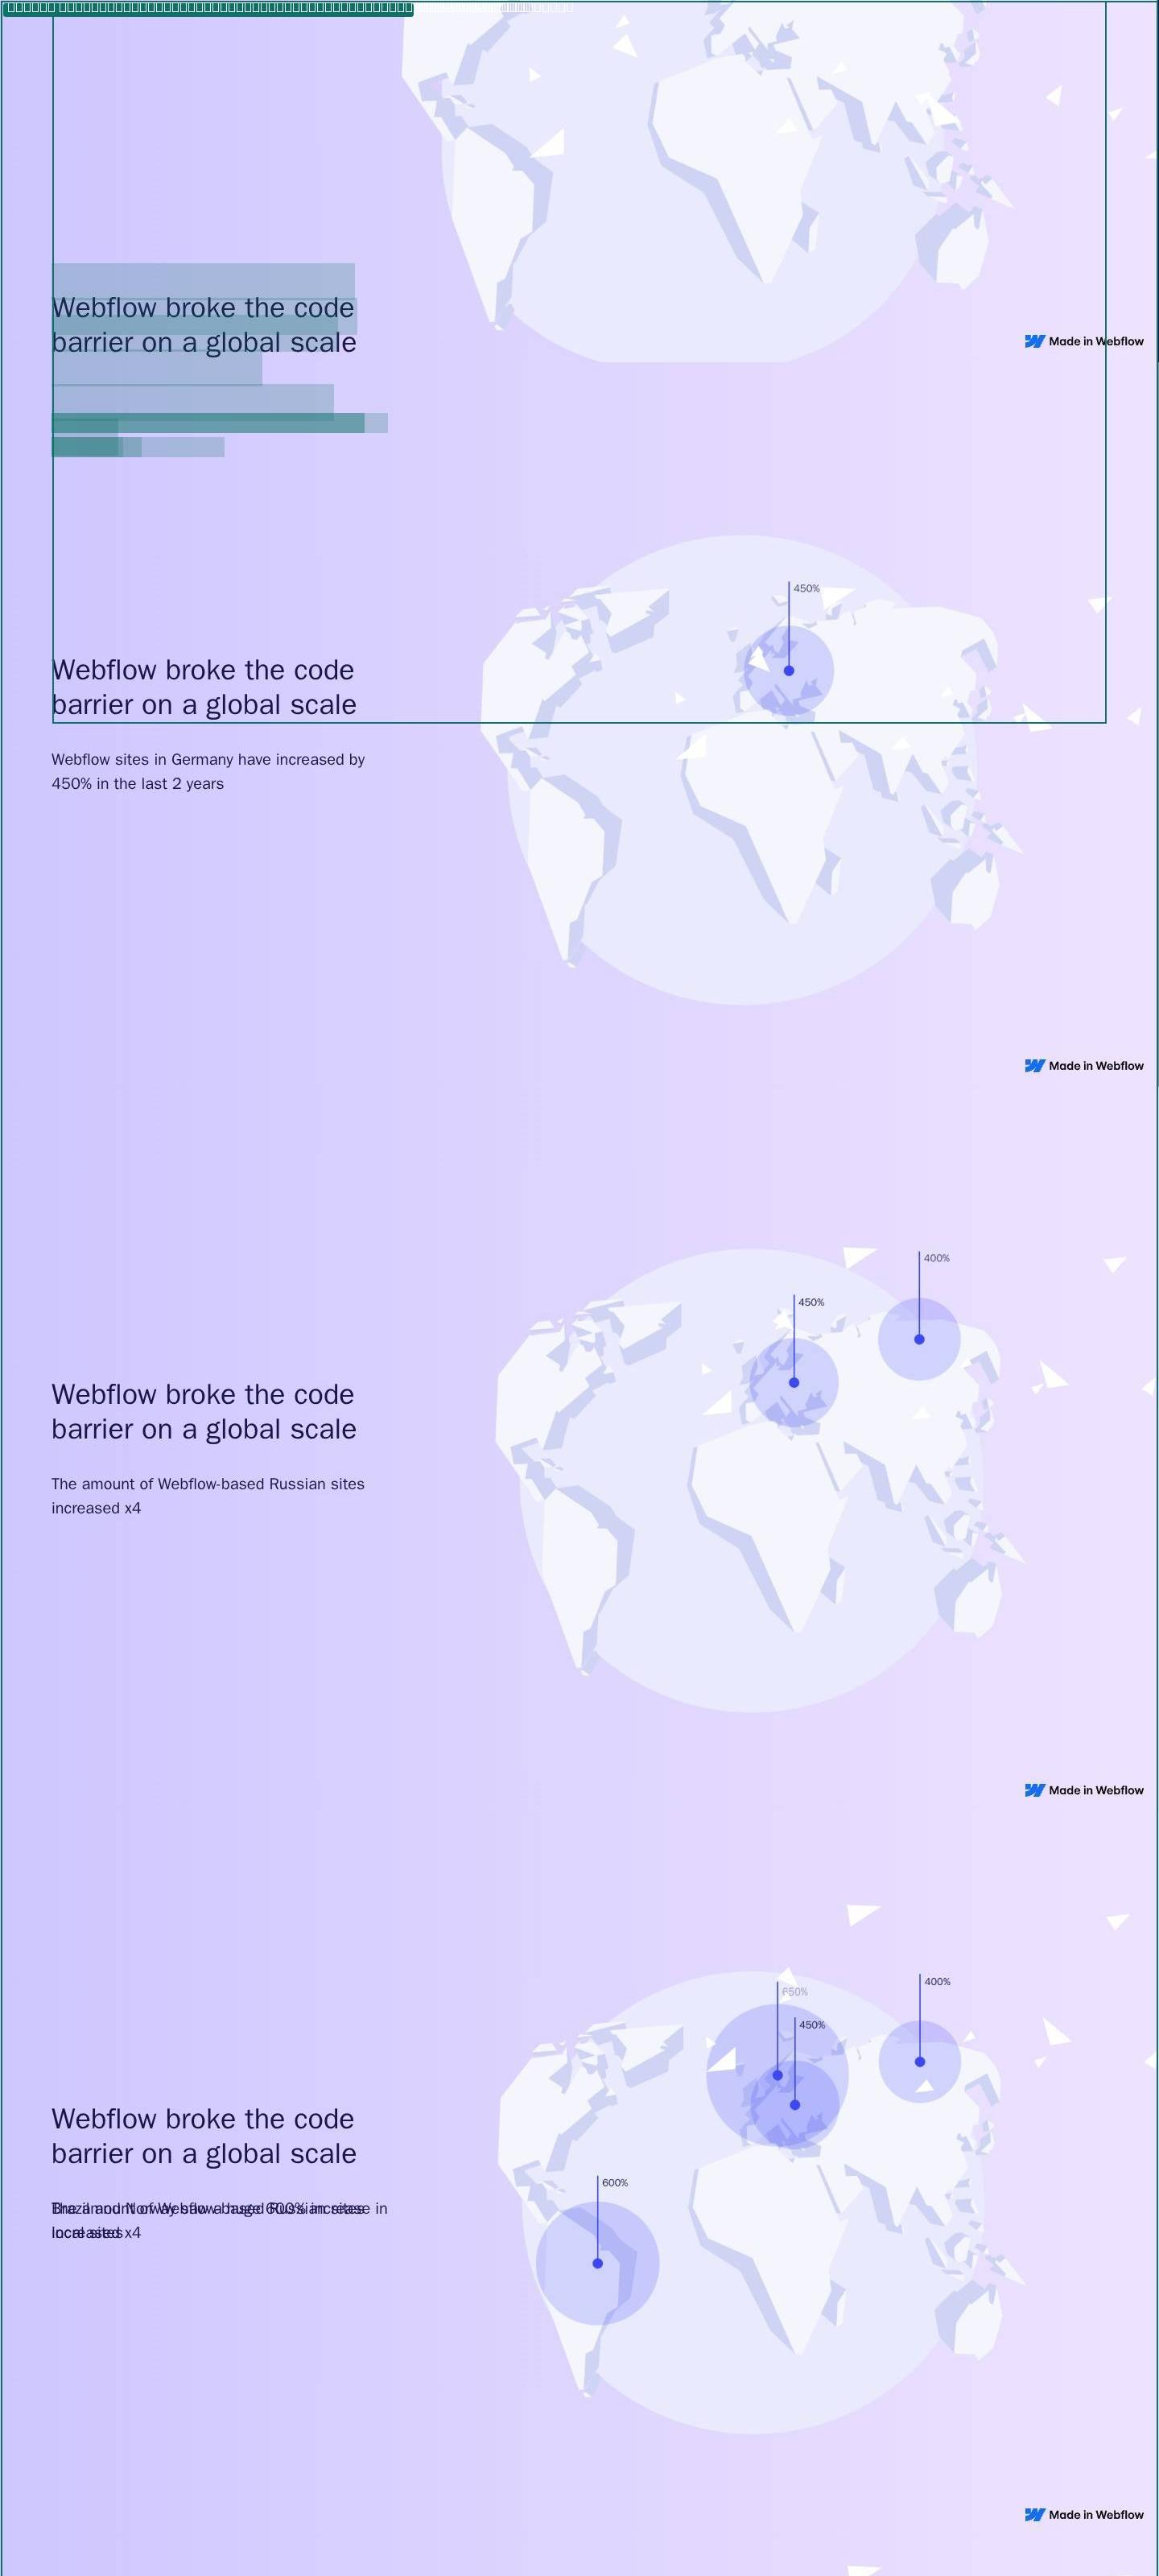 Webflow broke the code
barrier on a global scale
Made in Webflow
450%
Webflow broke the code
barrier on a global scale
Webflow sites in Germany have increased by
450% in the last 2 years
Made in Webflow
400%
450%
Webflow broke the code
barrier on a global scale
The amount of Webflow-based Russian sites
increased x4
Made in Webflow
400%
650%
450%
Webflow broke the code
barrier on a global scale
600%
Made in Webflow